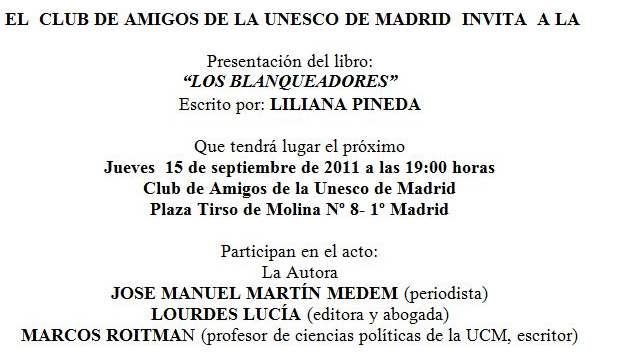 EL CLUB DE AMIGOS DE LA UNESCO DE MADRID INVITA A LA
Presentación del libro:
“LOS BLANQUEADORES”
Escrito por: LILIANA PINEDA
Que tendrá lugar el próximo
Jueves 15 de septiembre de 2011 a las 19:00 horas
Club de Amigos de la Unesco de Madrid
Plaza Tirso de Molina Nº 8- 1º Madrid
Participan en el acto:
La Autora
JOSE MANUEL MARTÍN MEDEM (periodista)
LOURDES LUCÍA (editora y abogada)
MARCOS ROITMAN (profesor de ciencias políticas de la UCM, escritor)